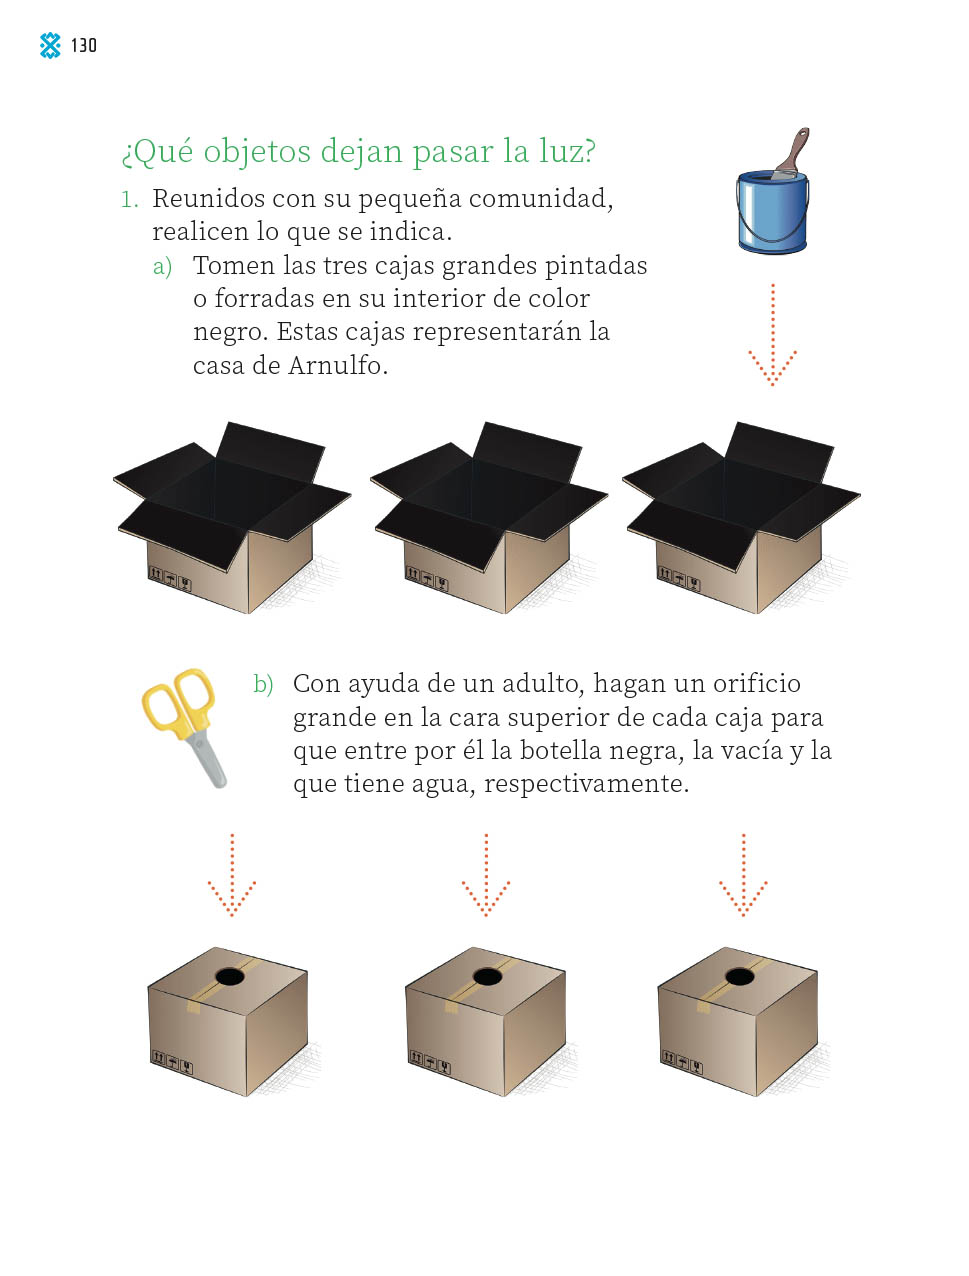 130
¿Qué objetos dejan pasar la luz?
1. Reunidos con su pequeña comunidad,
realicen lo que se indica.
a) Tomen las tres cajas grandes pintadas
o forradas en su interior de color
negro. Estas cajas representarán la
casa de Arnulfo.
b) Con ayuda de un adulto, hagan un orificio
grande en la cara superior de cada caja para
que entre por él la botella negra, la vacía y la
que tiene agua, respectivamente.